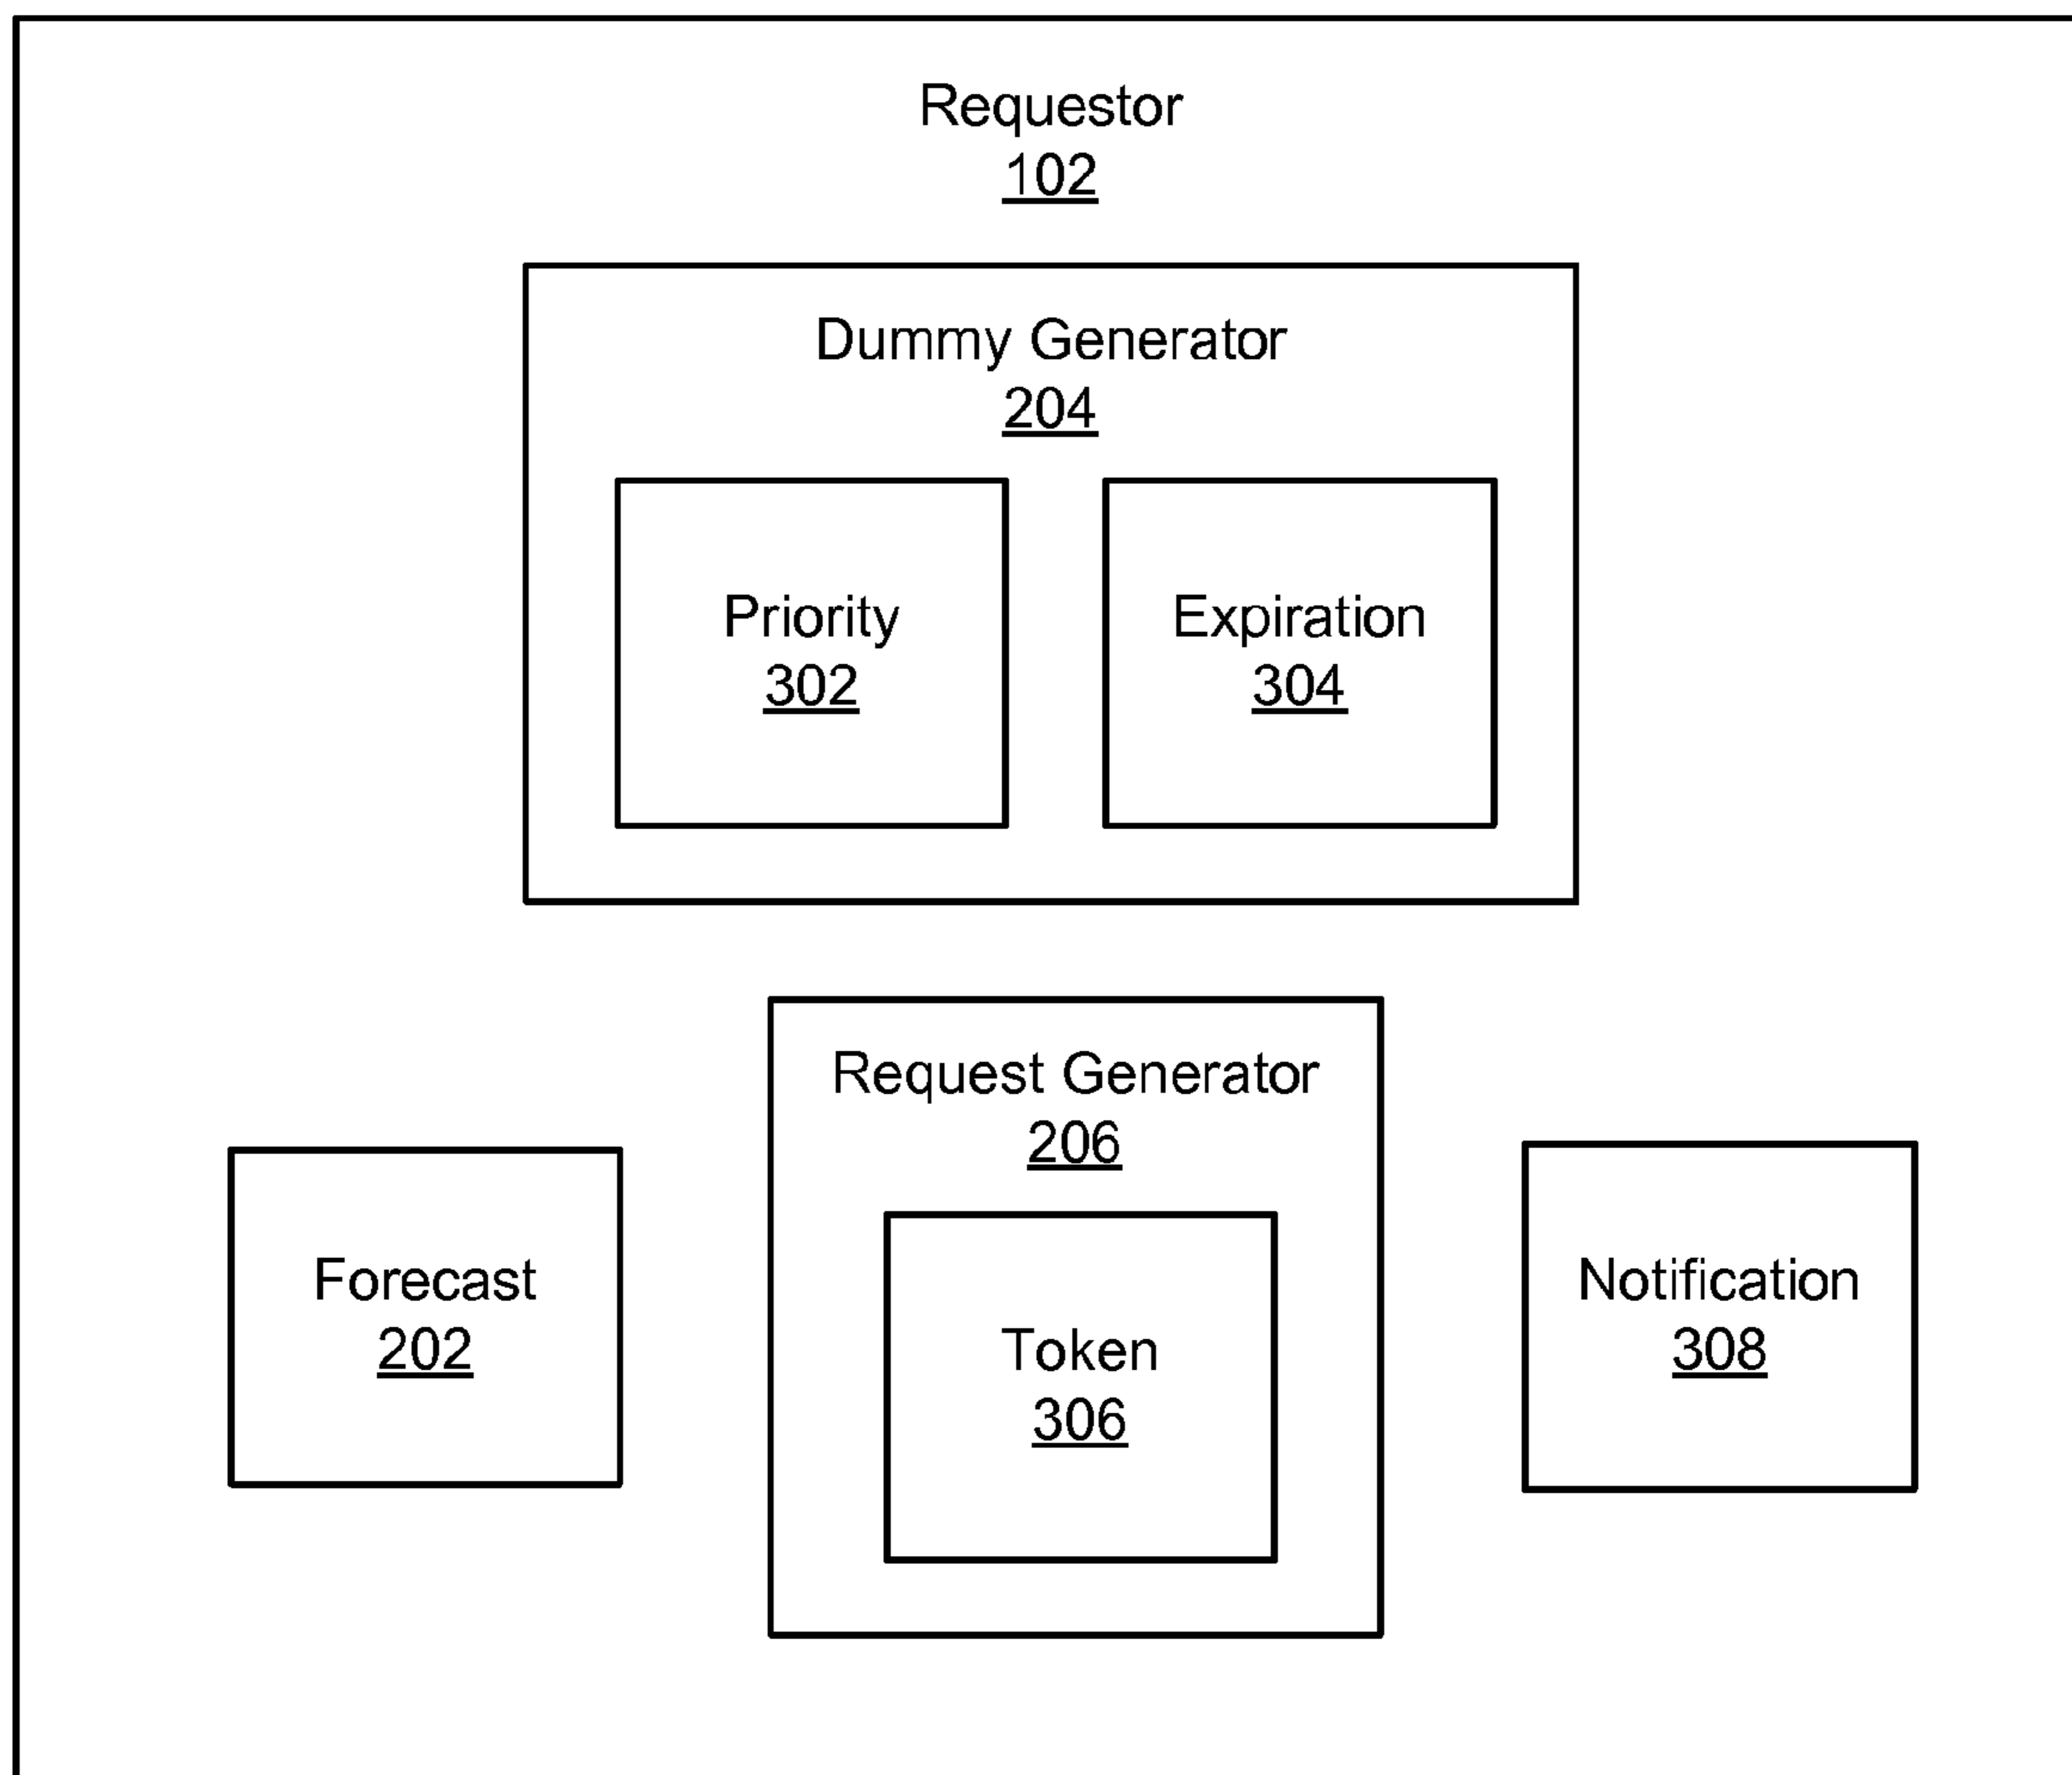 Requestor
102
Dummy Generator
204
Priority
302
Expiration
304
Request Generator
206
Forecast
202
Token
306
Notification
308